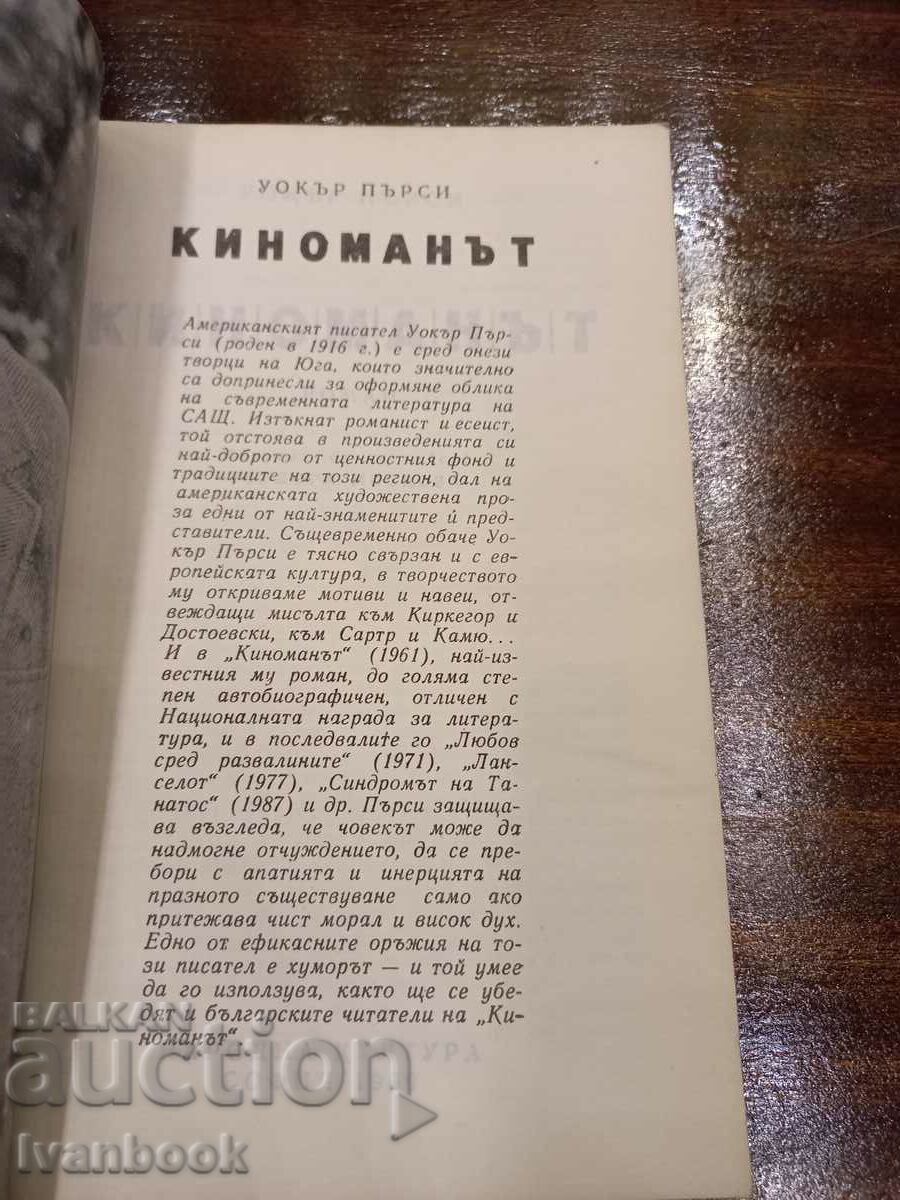 УОКЪР ПЪРСИ
КИНОМАНЪТ
Американският писател Уокър Пър-
си (роден в 1916 г.) е сред онези
творци на Юга, които значително
са допринесли за оформяне облика
на съвременната литература на
САЩ. Изтъкнат романист и есеист,
той отстоява в произведенията си
най-доброто от ценностния фонд и
традициите на този регион, дал на
американската художествена про-
за едни от най-знаменитите ѝ пред-
ставители. Същевременно обаче Уо-
кър Пърси е тясно свързан и с ев-
ропейската култура, в творчеството
му откриваме мотиви и навеи, от-
веждащи мисълта към Киркегор и
Достоевски, към Сартр и Камю...
И в „Киноманът“ (1961), най-из-
вестния му роман, до голяма сте-
пен автобиографичен, отличен с
Националната награда за литера-
тура, и в последвалите го „Любов
сред развалините“ (1971), „Лан-
селот“ (1977), „Синдромът на Та-
натос“ (1987) и др. Пърси защища-
ва възгледа, че човекът може да
надмогне отчуждението, да се пре-
бори с апатията и инерцията на
празното съществуване само ако
притежава чист морал и висок дух.
Едно от ефикасните оръжия на то-
зи писател е хуморът — и той умее
да го използува, както ще се убе-
дят и българските читатели на „Ки-
номанът“.
BALKAN
auction
Ivanbook